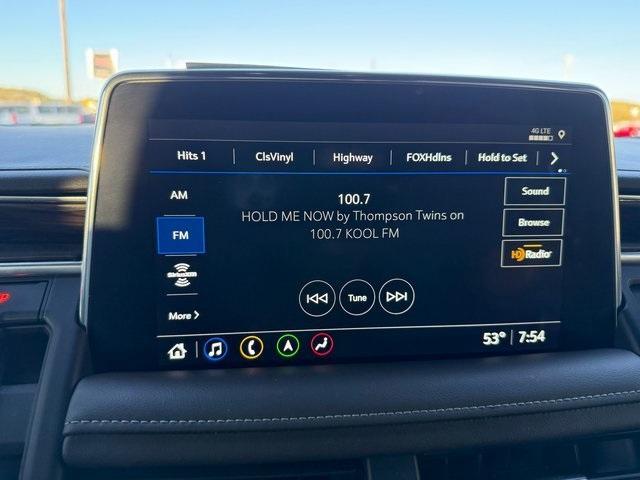 4G LTE
Hits 1 ClsVinyl Highway FOXHdlns Hold to Set
AM
FM
SiriusXM
More
100.7
HOLD ME NOW by Thompson Twins on
100.7 KOOL FM
Sound
Browse
HD Radio
Tune
53° 7:54